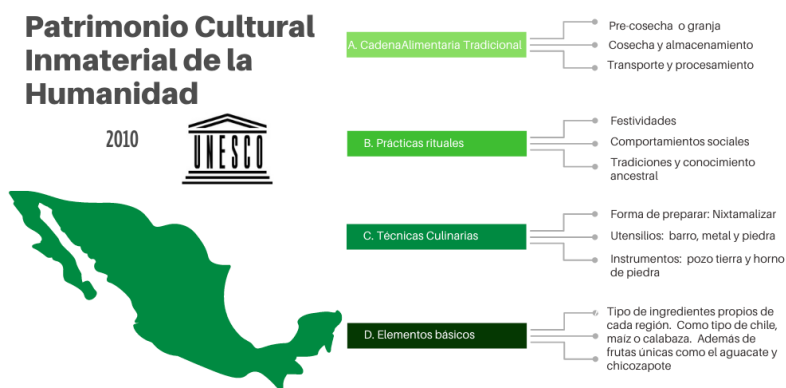 Patrimonio Cultural
Inmaterial de la
Humanidad
2010
UNESCO
A. CadenaAlimentaria Tradicional
Pre-cosecha o granja
Cosecha y almacenamiento
Transporte y procesamiento
B. Prácticas rituales
Festividades
Comportamientos sociales
Tradiciones y conocimiento
ancestral
C. Técnicas Culinarias
Forma de preparar: Nixtamalizar
Utensilios: barro, metal y piedra
Instrumentos: pozo tierra y horno
de piedra
D. Elementos básicos
Tipo de ingredientes propios de
cada región. Como tipo de chile,
maíz o calabaza. Además de
frutas únicas como el aguacate y
chicozapote